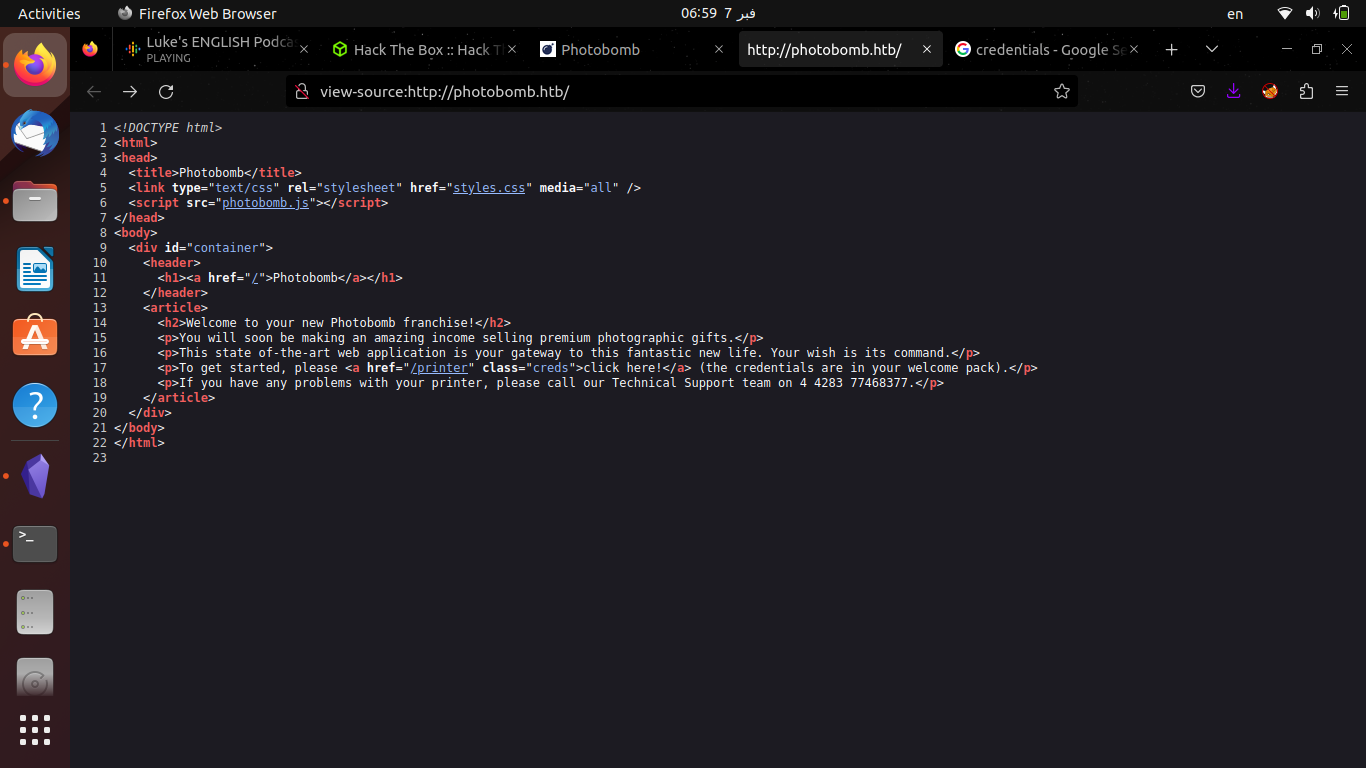 Activities Firefox Web Browser 06:59 7 فبر en
Luke's ENGLISH Podca
PLAYING
Hack The Box :: Hack Th
Photobomb
http://photobomb.htb/
credentials - Google Se
view-source:http://photobomb.htb/
1 <!DOCTYPE html>
2 <html>
3 <head>
4 <title>Photobomb</title>
5 <link type="text/css" rel="stylesheet" href="styles.css" media="all" />
6 <script src="photobomb.js"></script>
7 </head>
8 <body>
9 <div id="container">
10 <header>
11 <h1><a href="/">Photobomb</a></h1>
12 </header>
13 <article>
14 <h2>Welcome to your new Photobomb franchise!</h2>
15 <p>You will soon be making an amazing income selling premium photographic gifts.</p>
16 <p>This state of-the-art web application is your gateway to this fantastic new life. Your wish is its command.</p>
17 <p>To get started, please <a href="/printer" class="creds">click here!</a> (the credentials are in your welcome pack).</p>
18 <p>If you have any problems with your printer, please call our Technical Support team on 4 4283 77468377.</p>
19 </article>
20 </div>
21 </body>
22 </html>
23